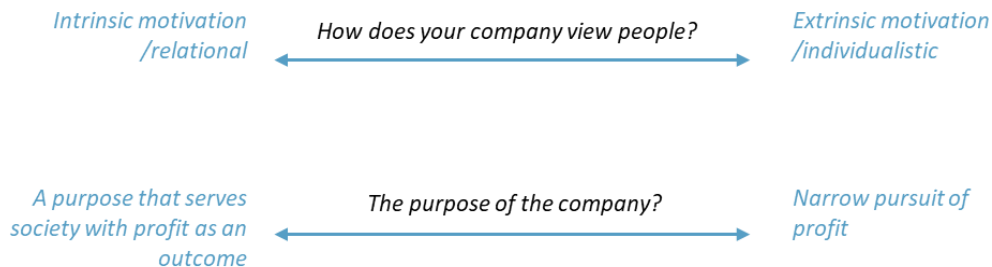 Intrinsic motivation
/relational
How does your company view people?
Extrinsic motivation
/individualistic
A purpose that serves
society with profit as an
outcome
The purpose of the company?
Narrow pursuit of
profit